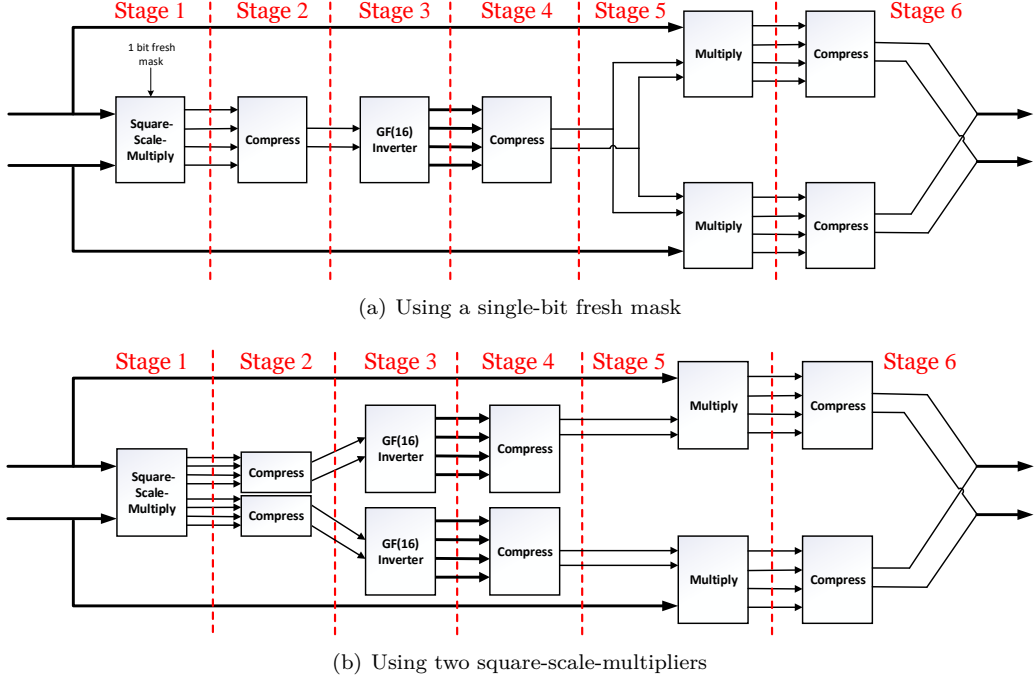 Stage 1 Stage 2 Stage 3 Stage 4 Stage 5 Stage 6
1 bit fresh
mask
Square-
Scale-
Multiply
Compress
GF(16)
Inverter
Compress
Multiply
Compress
Multiply
Compress
(a) Using a single-bit fresh mask
Stage 1 Stage 2 Stage 3 Stage 4 Stage 5 Stage 6
Square-
Scale-
Multiply
Compress
Compress
GF(16)
Inverter
Compress
GF(16)
Inverter
Compress
Multiply
Compress
Multiply
Compress
(b) Using two square-scale-multipliers